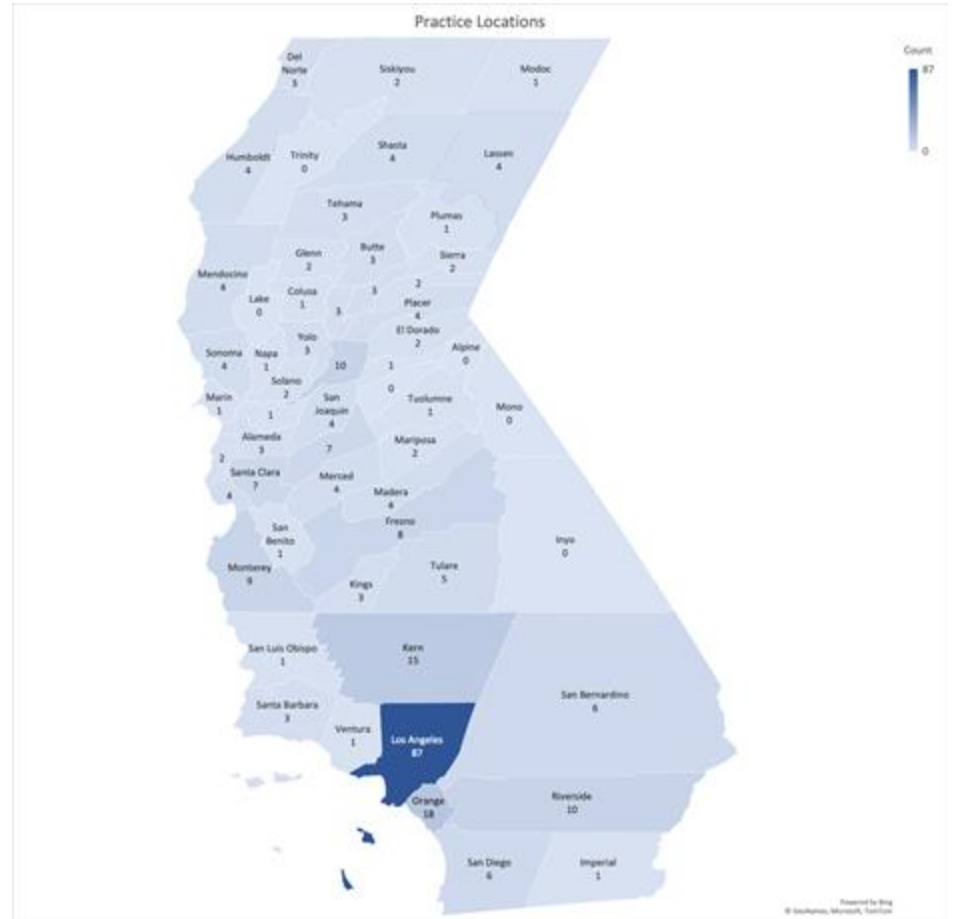 Practice Locations
Count
87
0
Del
Norte
3
Siskiyou
2
Modoc
1
Humboldt
4
Trinity
0
Shasta
4
Lassen
4
Tehama
3
Plumas
1
Glenn
2
Butte
3
Sierra
2
Mendocino
4
Lake
0
Colusa
1
3
3
2
Placer
4
El Dorado
2
Yolo
3
Alpine
0
Sonoma
4
Napa
1
10
1
Solano
2
0
Marin
1
1
San
Joaquin
4
Tuolumne
1
Mono
0
Alameda
3
7
Mariposa
2
2
Santa Clara
7
4
Merced
4
Madera
4
San
Benito
1
Fresno
8
Inyo
0
Monterey
9
Kings
3
Tulare
5
San Luis Obispo
1
Kern
15
San Bernardino
6
Santa Barbara
3
Ventura
1
Los Angeles
87
Orange
18
Riverside
10
San Diego
6
Imperial
1
Powered by Bing
© GeoNames, Microsoft, TomTom